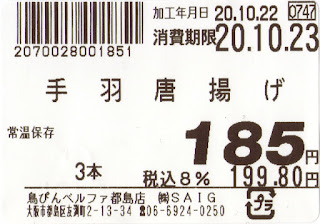 加工年月日 20.10.22 0747
2070028001851
消費期限 20.10.23
手羽唐揚げ
常温保存
185円
3本 税込8% 199.80円
鳥ぴんベルファ都島店 ㈱SAIG
大阪市都島区友渕町2-13-34 ☎06-6924-0250
プラ